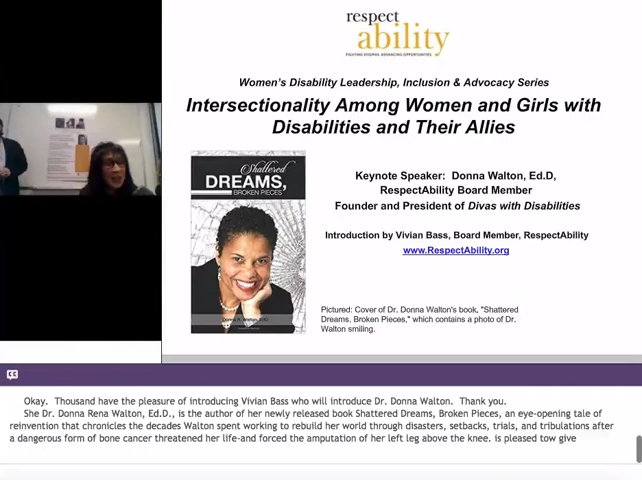 respect
ability
FIGHTING STIGMA. ADVANCING OPPORTUNITIES.
Women's Disability Leadership, Inclusion & Advocacy Series
Intersectionality Among Women and Girls with
Disabilities and Their Allies
Shattered
DREAMS,
BROKEN PIECES
Keynote Speaker: Donna Walton, Ed.D,
RespectAbility Board Member
Founder and President of Divas with Disabilities
Introduction by Vivian Bass, Board Member, RespectAbility
www.RespectAbility.org
Pictured: Cover of Dr. Donna Walton's book, "Shattered
Dreams, Broken Pieces," which contains a photo of Dr.
Walton smiling.
Okay. Thousand have the pleasure of introducing Vivian Bass who will introduce Dr. Donna Walton. Thank you.
She Dr. Donna Rena Walton, Ed.D., is the author of her newly released book Shattered Dreams, Broken Pieces, an eye-opening tale of
reinvention that chronicles the decades Walton spent working to rebuild her world through disasters, setbacks, trials, and tribulations after
a dangerous form of bone cancer threatened her life-and forced the amputation of her left leg above the knee. is pleased tow give